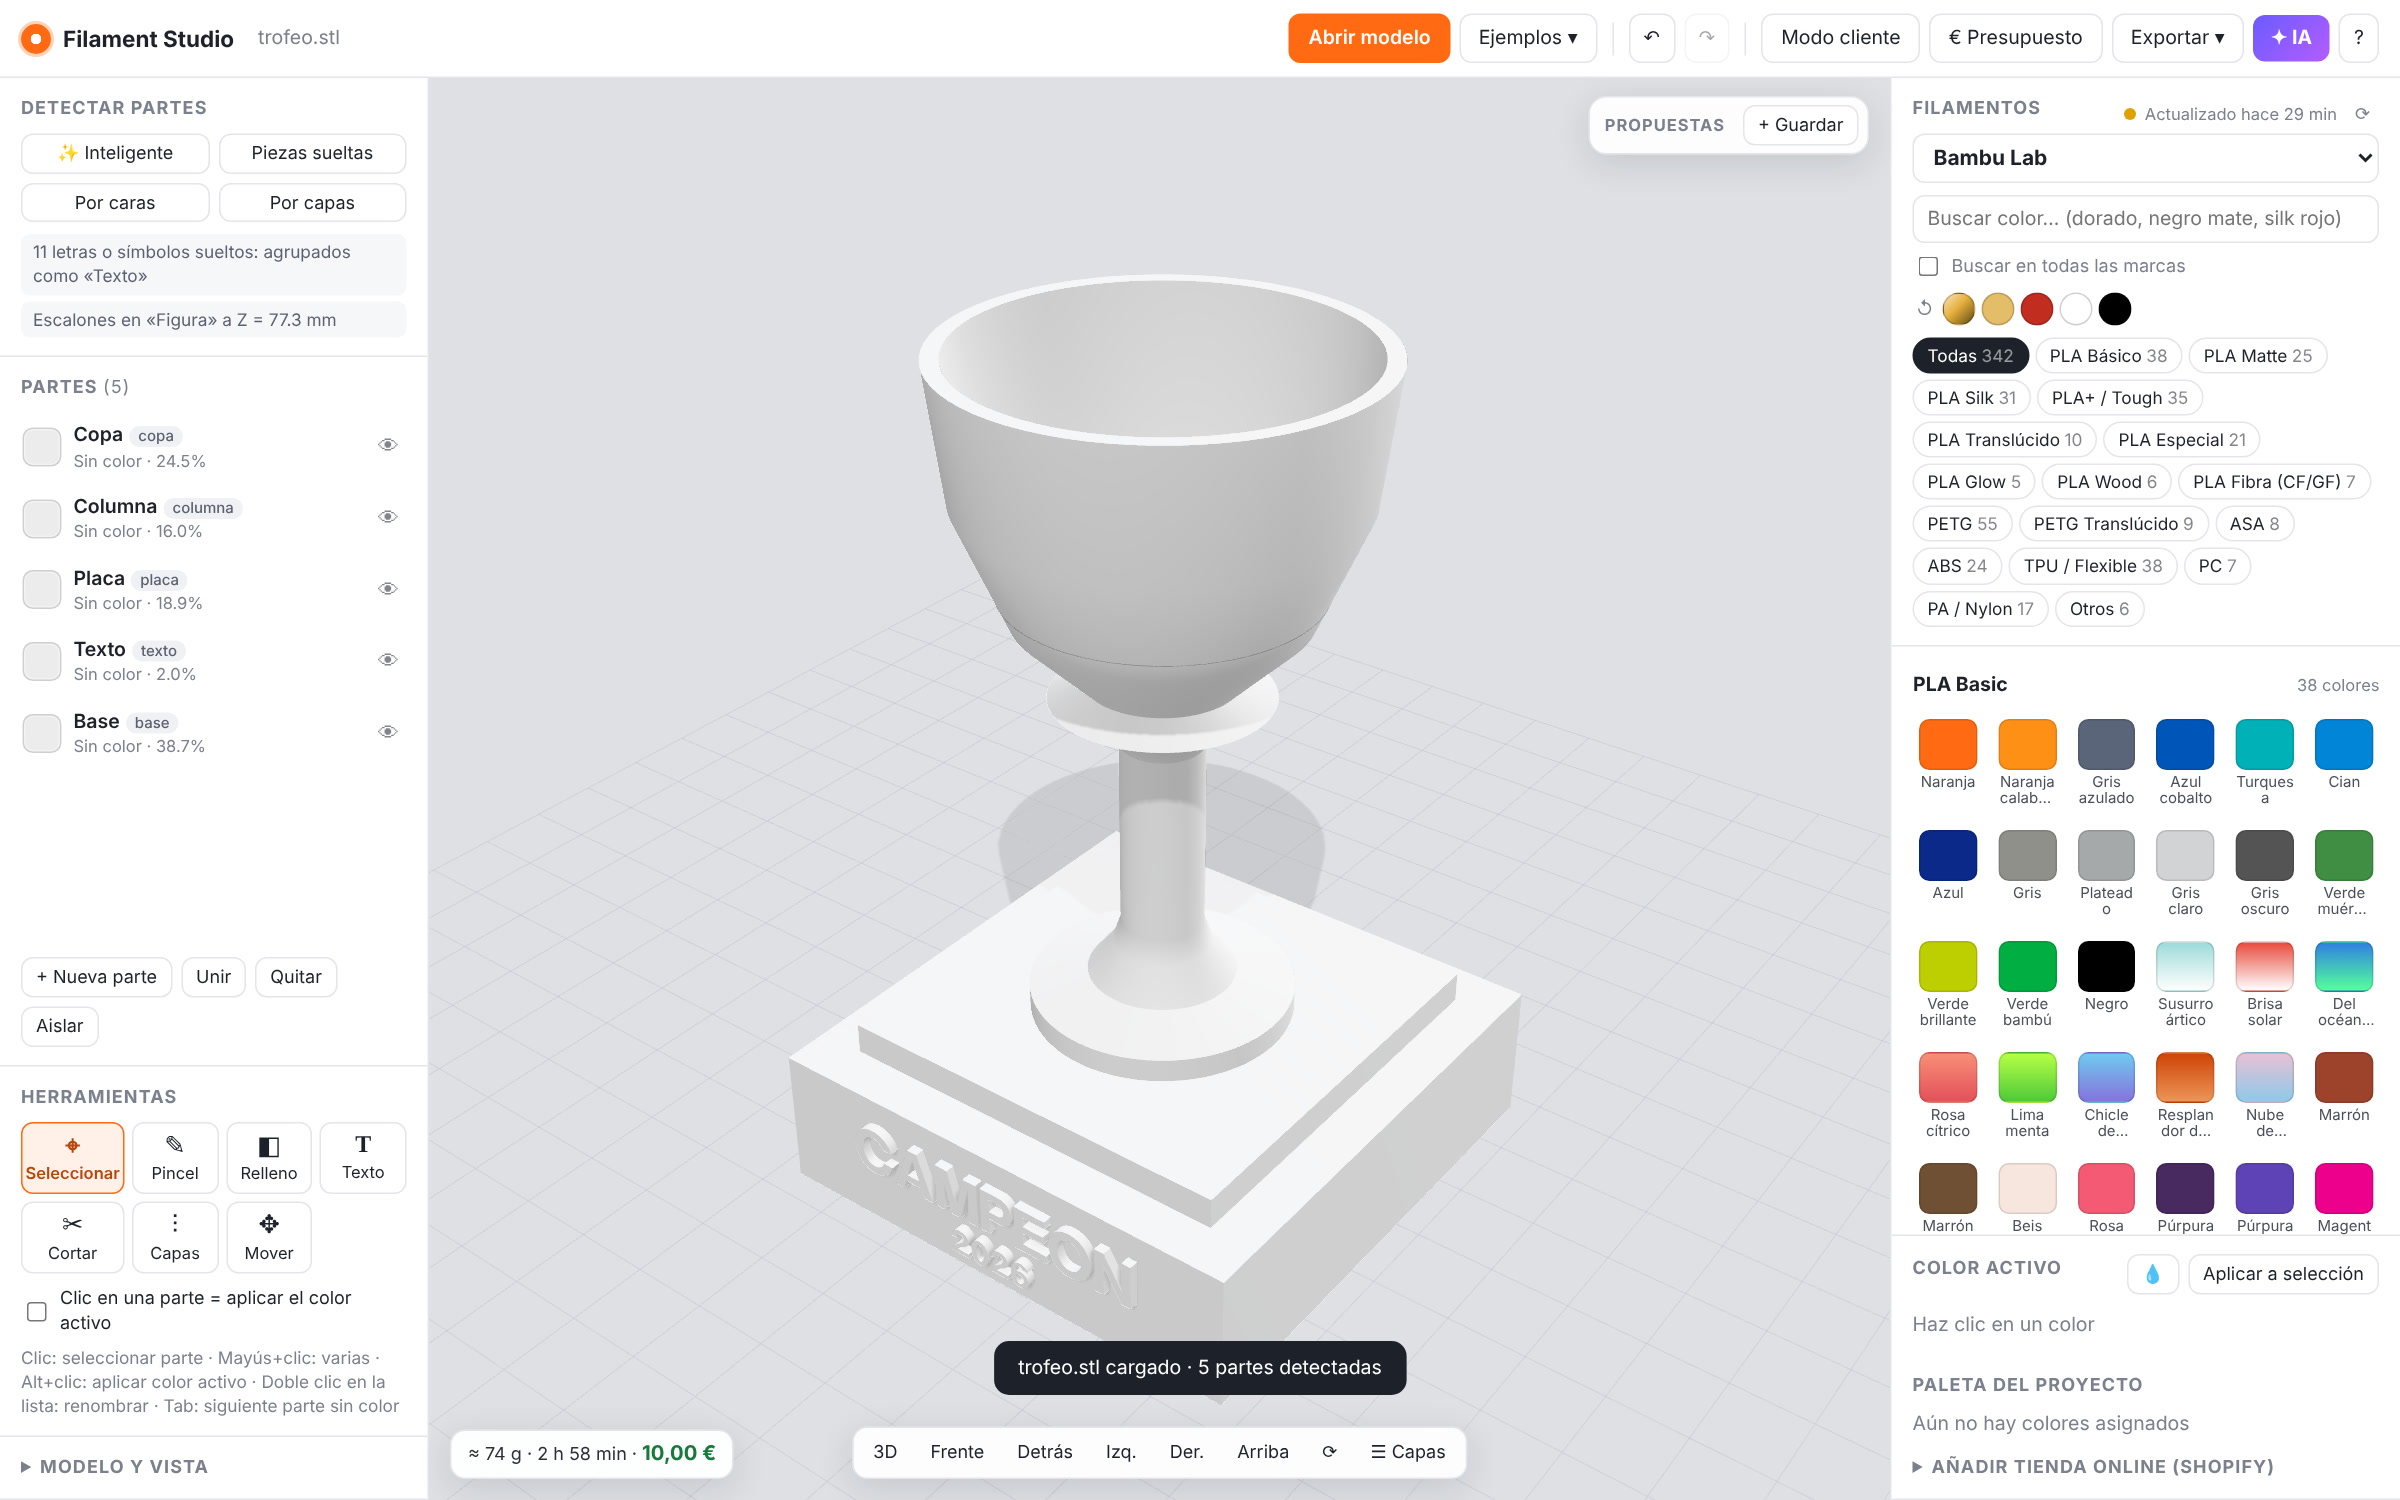 Filament Studio
trofeo.stl
Abrir modelo
Ejemplos ▾
↶
↷
Modo cliente
€ Presupuesto
Exportar ▾
✦ IA
?
DETECTAR PARTES
✨ Inteligente
Piezas sueltas
Por caras
Por capas
11 letras o símbolos sueltos: agrupados
como «Texto»
Escalones en «Figura» a Z = 77.3 mm
PARTES (5)
Copa copa
Sin color · 24.5%
Columna columna
Sin color · 16.0%
Placa placa
Sin color · 18.9%
Texto texto
Sin color · 2.0%
Base base
Sin color · 38.7%
+ Nueva parte
Unir
Quitar
Aislar
HERRAMIENTAS
Seleccionar
Pincel
Relleno
T
Texto
Cortar
Capas
Mover
Clic en una parte = aplicar el color
activo
Clic: seleccionar parte · Mayús+clic: varias ·
Alt+clic: aplicar color activo · Doble clic en la
lista: renombrar · Tab: siguiente parte sin color
▶ MODELO Y VISTA
PROPUESTAS
+ Guardar
CAMPEON
2026
trofeo.stl cargado · 5 partes detectadas
≈ 74 g · 2 h 58 min · 10,00 €
3D
Frente
Detrás
Izq.
Der.
Arriba
⟳
☰ Capas
FILAMENTOS
Actualizado hace 29 min ⟳
Bambu Lab
Buscar color... (dorado, negro mate, silk rojo)
Buscar en todas las marcas
Todas 342
PLA Básico 38
PLA Matte 25
PLA Silk 31
PLA+ / Tough 35
PLA Translúcido 10
PLA Especial 21
PLA Glow 5
PLA Wood 6
PLA Fibra (CF/GF) 7
PETG 55
PETG Translúcido 9
ASA 8
ABS 24
TPU / Flexible 38
PC 7
PA / Nylon 17
Otros 6
PLA Basic
38 colores
Naranja
Naranja
calab...
Gris
azulado
Azul
cobalto
Turques
a
Cian
Azul
Gris
Platead
o
Gris
claro
Gris
oscuro
Verde
muér...
Verde
brillante
Verde
bambú
Negro
Susurro
ártico
Brisa
solar
Del
océan...
Rosa
cítrico
Lima
menta
Chicle
de...
Resplan
dor d...
Nube
de...
Marrón
Marrón
Beis
Rosa
Púrpura
Púrpura
Magent
COLOR ACTIVO
Aplicar a selección
Haz clic en un color
PALETA DEL PROYECTO
Aún no hay colores asignados
▶ AÑADIR TIENDA ONLINE (SHOPIFY)